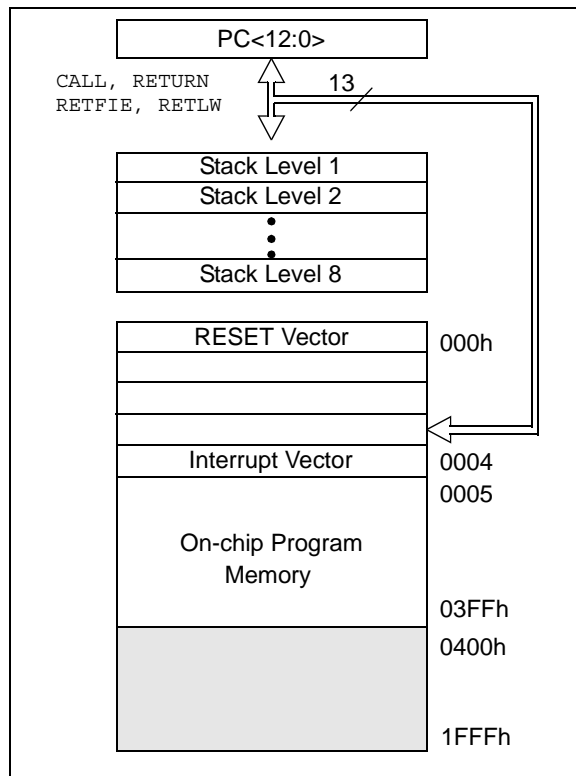 PC<12:0>
CALL, RETURN
RETFIE, RETLW
13
Stack Level 1
Stack Level 2
Stack Level 8
RESET Vector
000h
Interrupt Vector
0004
0005
On-chip Program
Memory
03FFh
0400h
1FFFh